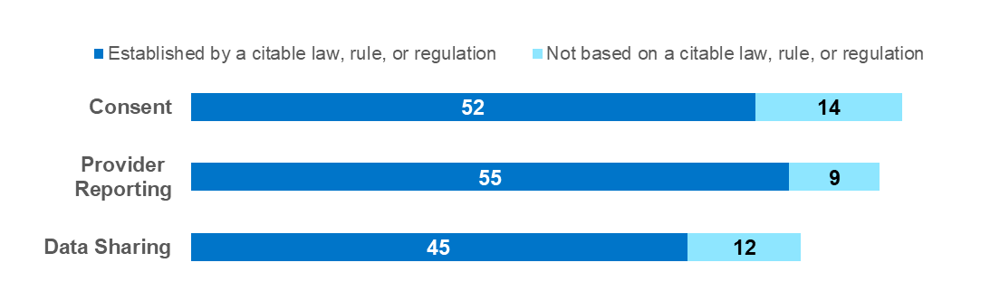 Established by a citable law, rule, or regulation Not based on a citable law, rule, or regulation
Consent 52 14
Provider
Reporting 55 9
Data Sharing 45 12